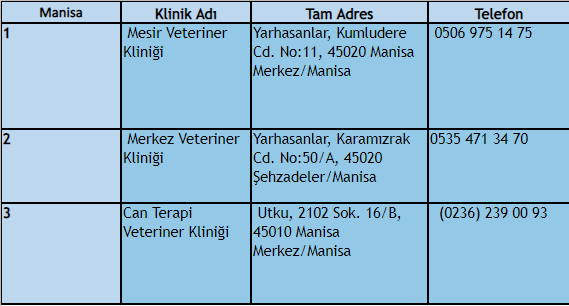 Manisa Klinik Adı Tam Adres Telefon
1 Mesir Veteriner Yarhasanlar, Kumludere 0506 975 14 75
Kliniği Cd. No:11, 45020 Manisa
Merkez/Manisa
2 Merkez Veteriner Yarhasanlar, Karamızrak 0535 471 34 70
Kliniği Cd. No:50/A, 45020
Şehzadeler/Manisa
3 Can Terapi Utku, 2102 Sok. 16/B, (0236) 239 00 93
Veteriner Kliniği 45010 Manisa
Merkez/Manisa